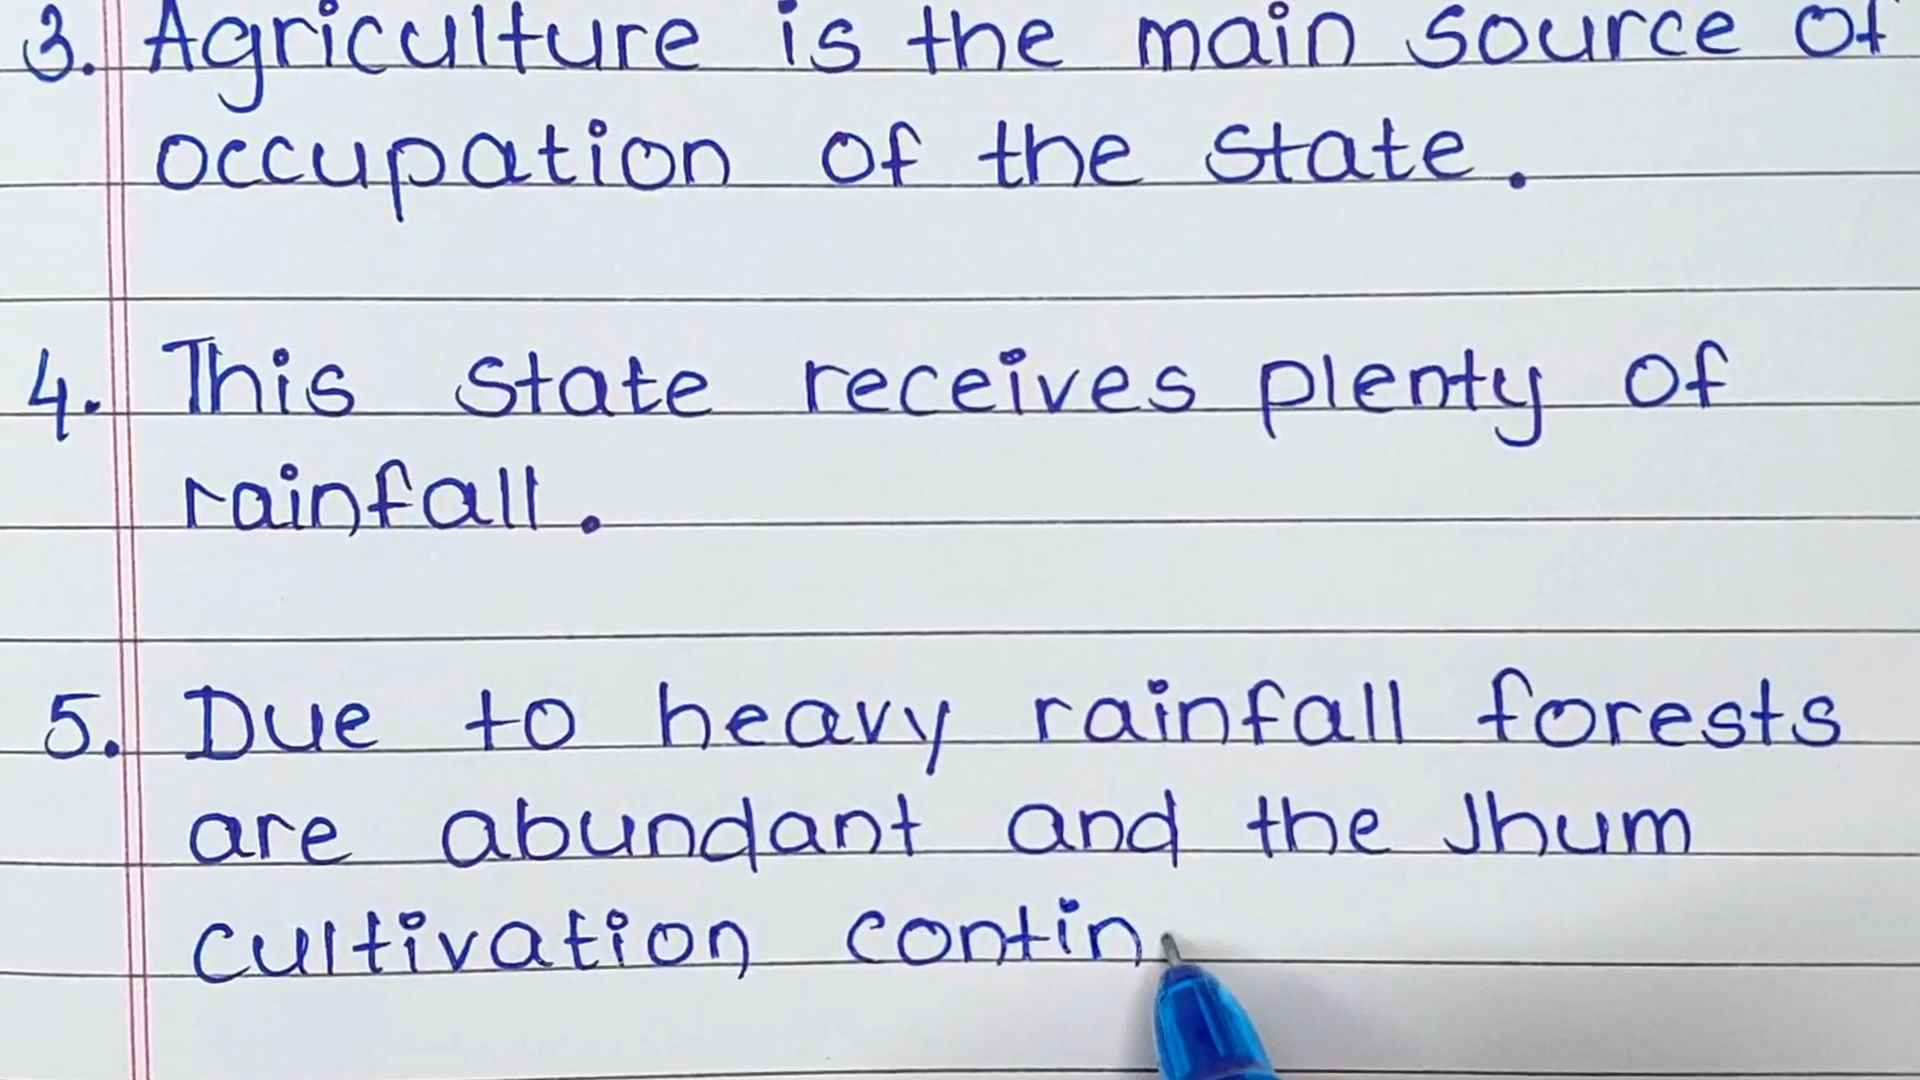 3. Agriculture is the main source of
occupation of the state.
4. This state receives plenty of
rainfall.
5. Due to heavy rainfall forests
are abundant and the Jhum
cultivation contin